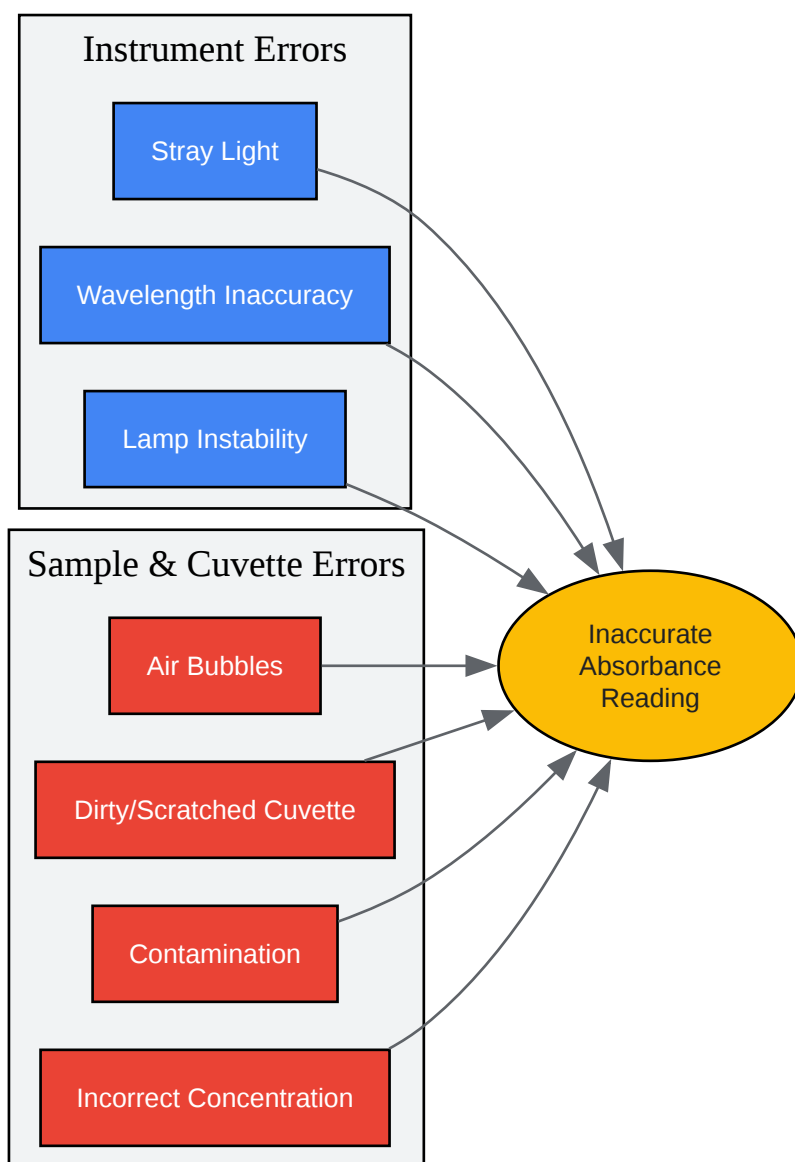 Instrument Errors
Stray Light
Wavelength Inaccuracy
Lamp Instability
Sample & Cuvette Errors
Air Bubbles
Dirty/Scratched Cuvette
Contamination
Incorrect Concentration
Inaccurate
Absorbance
Reading